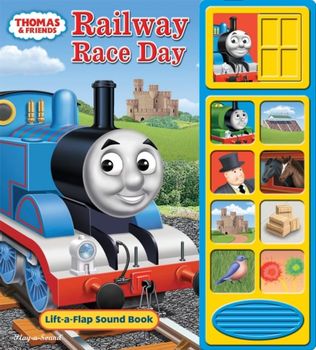 THOMAS
& FRIENDS
Railway
Race Day
Lift-a-Flap Sound Book
Play-a-Sound